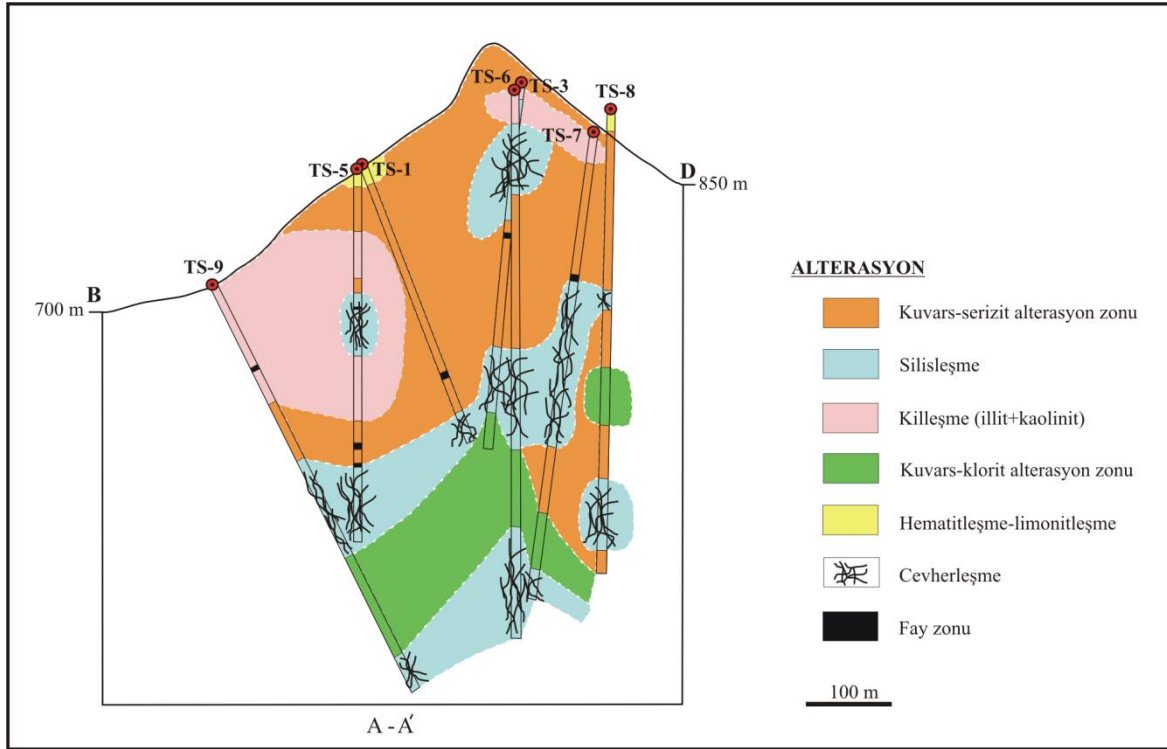 TS-6
TS-3
TS-8
TS-7
TS-5
TS-1
D
850 m
TS-9
B
700 m
ALTERASYON
Kuvars-serizit alterasyon zonu
Silisleşme
Killeşme (illit+kaolinit)
Kuvars-klorit alterasyon zonu
Hematitleşme-limonitleşme
Cevherleşme
Fay zonu
100 m
A - A′